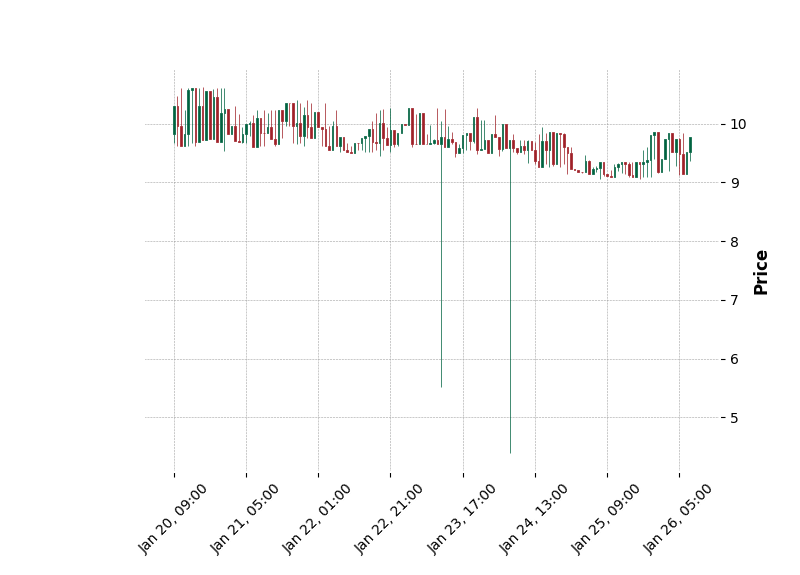 10
9
8
7
6
5
Price
Jan 20, 09:00
Jan 21, 05:00
Jan 22, 01:00
Jan 22, 21:00
Jan 23, 17:00
Jan 24, 13:00
Jan 25, 09:00
Jan 26, 05:00